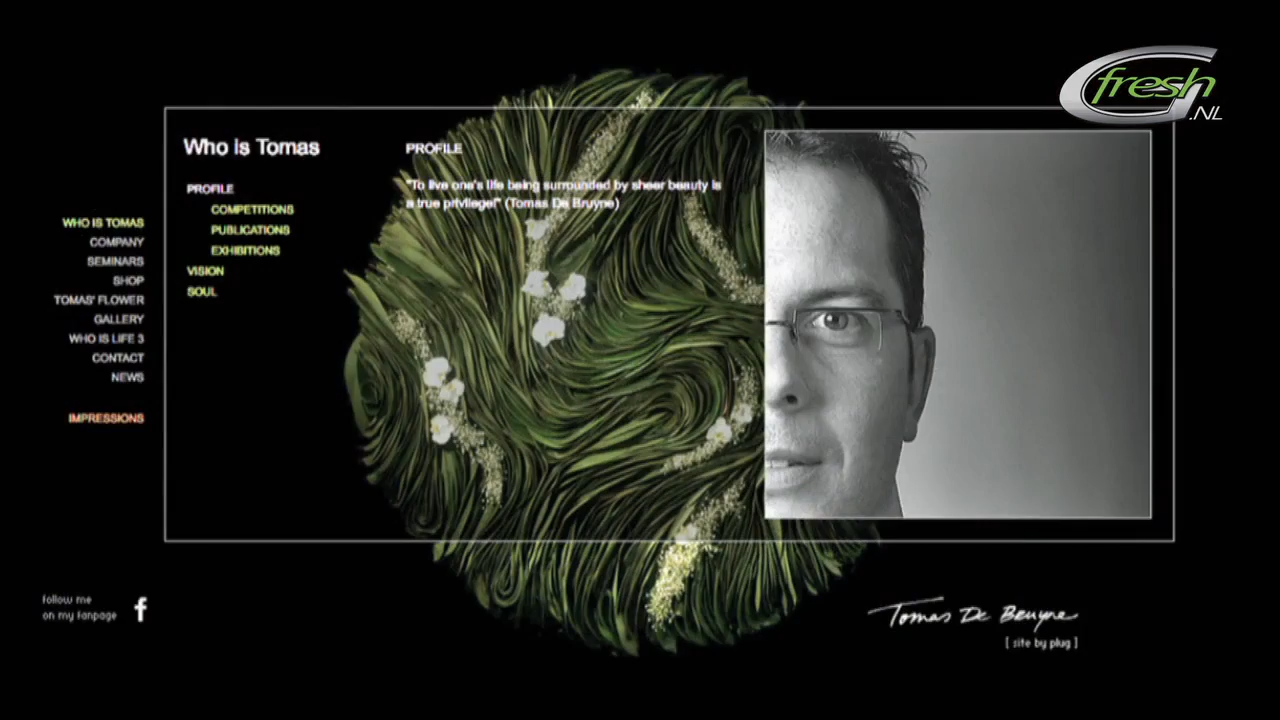 Gfresh
.NL
Who is Tomas
PROFILE
"To live one's life being surrounded by sheer beauty is
a true privilege!" (Tomas De Bruyne)
PROFILE
COMPETITIONS
PUBLICATIONS
EXHIBITIONS
VISION
SOUL
WHO IS TOMAS
COMPANY
SEMINARS
SHOP
TOMAS' FLOWER
GALLERY
WHO IS LIFE 3
CONTACT
NEWS
IMPRESSIONS
follow me
on my fanpage
f
Tomas De Bruyne
[ site by plug ]